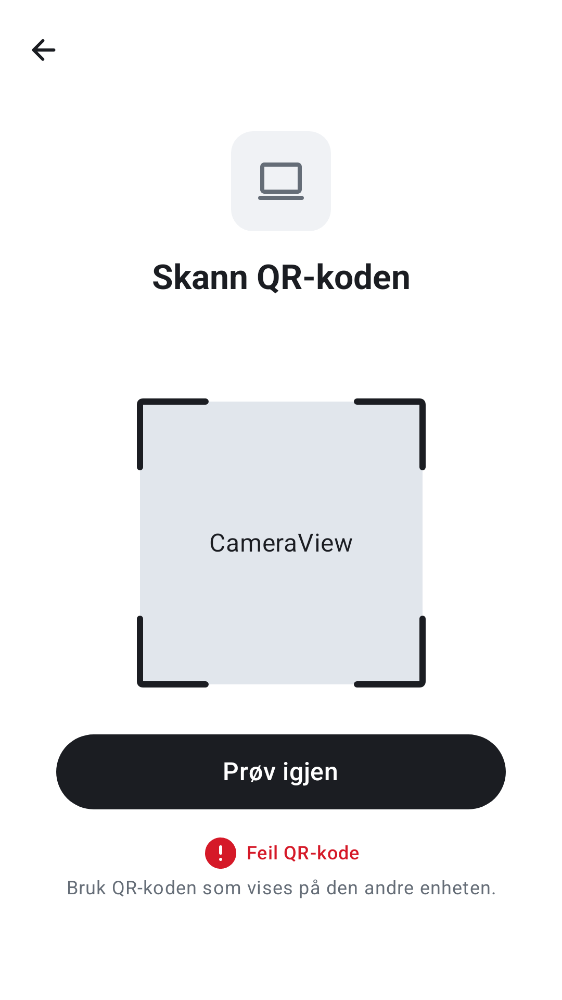 Skann QR-koden
CameraView
Prøv igjen
Feil QR-kode
Bruk QR-koden som vises på den andre enheten.